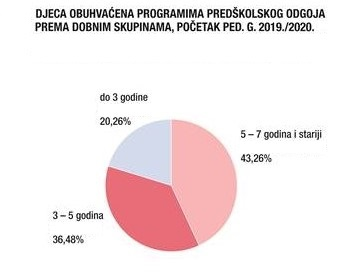 DJECA OBUHVAĆENA PROGRAMIMA PREDŠKOLSKOG ODGOJA
PREMA DOBNIM SKUPINAMA, POČETAK PED. G. 2019./2020.
do 3 godine
20,26%
5 – 7 godina i stariji
43,26%
3 – 5 godina
36,48%